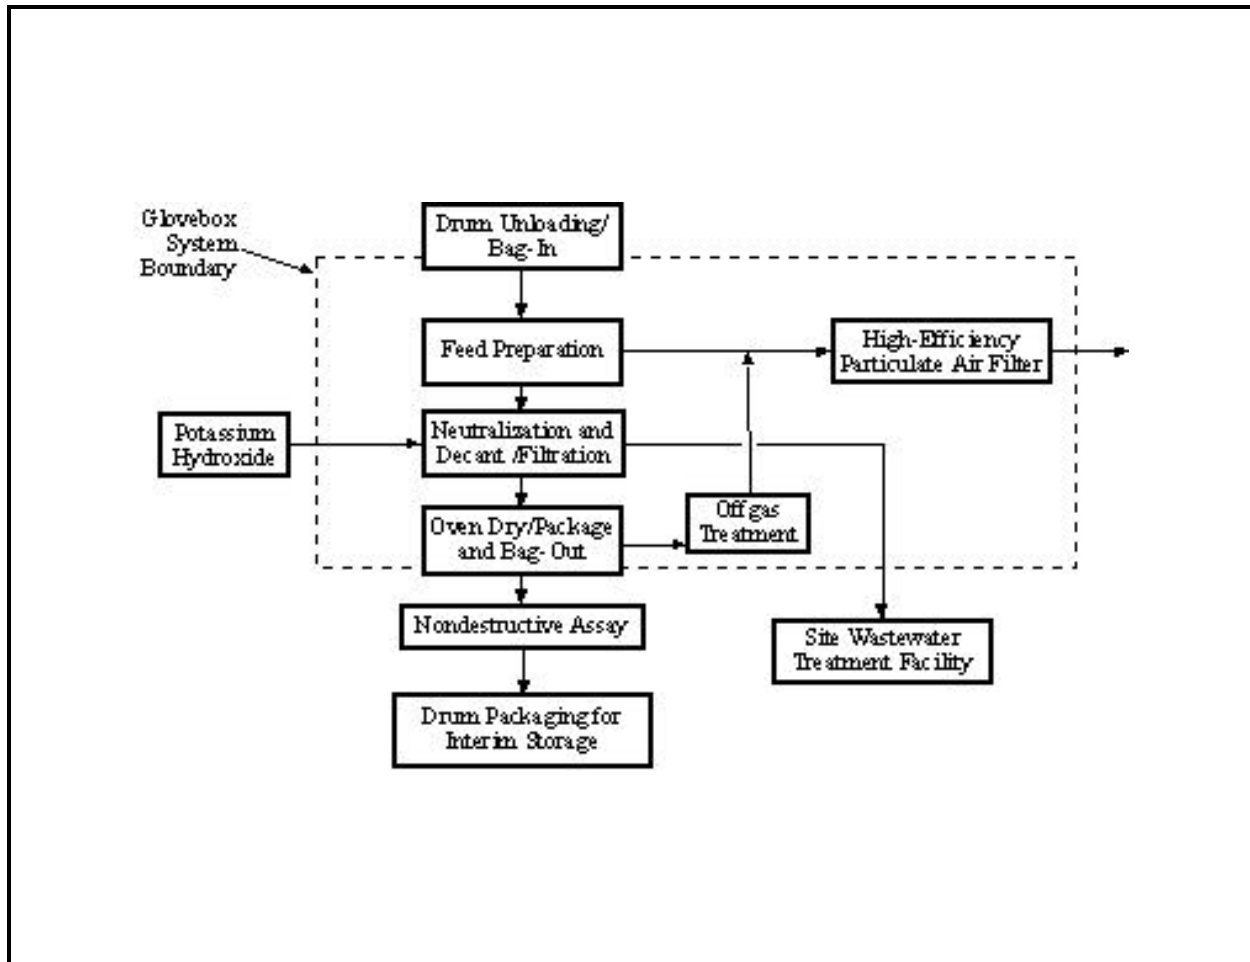 Glovebox
System
Boundary
Drum Unloading/
Bag-In
Feed Preparation
High-Efficiency
Particulate Air Filter
Potassium
Hydroxide
Neutralization and
Decant /Filtration
Oven Dry/Package
and Bag-Out
Offgas
Treatment
Nondestructive Assay
Site Wastewater
Treatment Facility
Drum Packaging for
Interim Storage